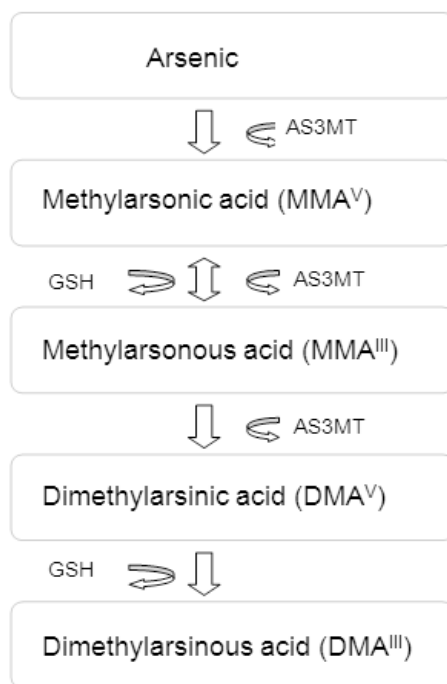 Arsenic
AS3MT
Methylarsonic acid (MMAⱽ)
GSH AS3MT
Methylarsonous acid (MMAᴵᴵᴵ)
AS3MT
Dimethylarsinic acid (DMAⱽ)
GSH
Dimethylarsinous acid (DMAᴵᴵᴵ)